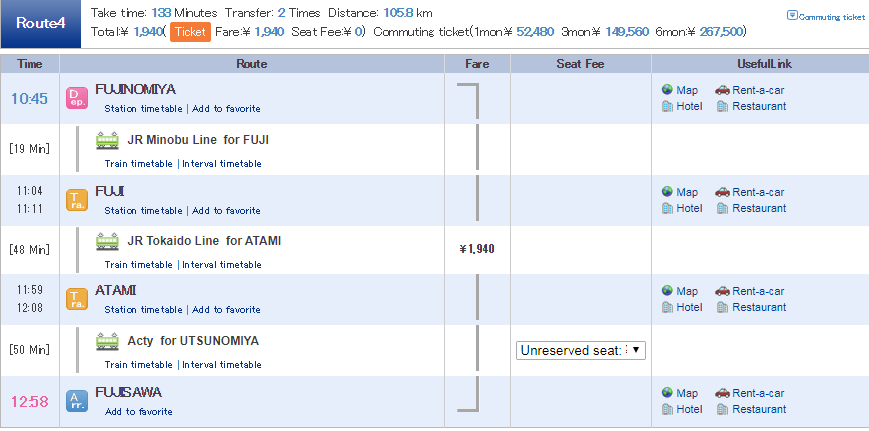 Route4
Take time: 133 Minutes Transfer: 2 Times Distance: 105.8 km
Total:¥ 1,940( Ticket Fare:¥ 1,940 Seat Fee:¥ 0) Commuting ticket(1mon¥ 52,480 3mon¥ 149,560 6mon:¥ 267,500)
Commuting ticket
Time Route Fare Seat Fee UsefulLink
10:45 Dep. FUJINOMIYA Map Rent-a-car
Station timetable | Add to favorite Hotel Restaurant
[19 Min] JR Minobu Line for FUJI
Train timetable | Interval timetable
11:04 Tra. FUJI Map Rent-a-car
11:11 Station timetable | Add to favorite Hotel Restaurant
[48 Min] JR Tokaido Line for ATAMI ¥1,940
Train timetable | Interval timetable
11:59 Tra. ATAMI Map Rent-a-car
12:08 Station timetable | Add to favorite Hotel Restaurant
[50 Min] Acty for UTSUNOMIYA Unreserved seat:
Train timetable | Interval timetable
12:58 Arr. FUJISAWA Map Rent-a-car
Add to favorite Hotel Restaurant